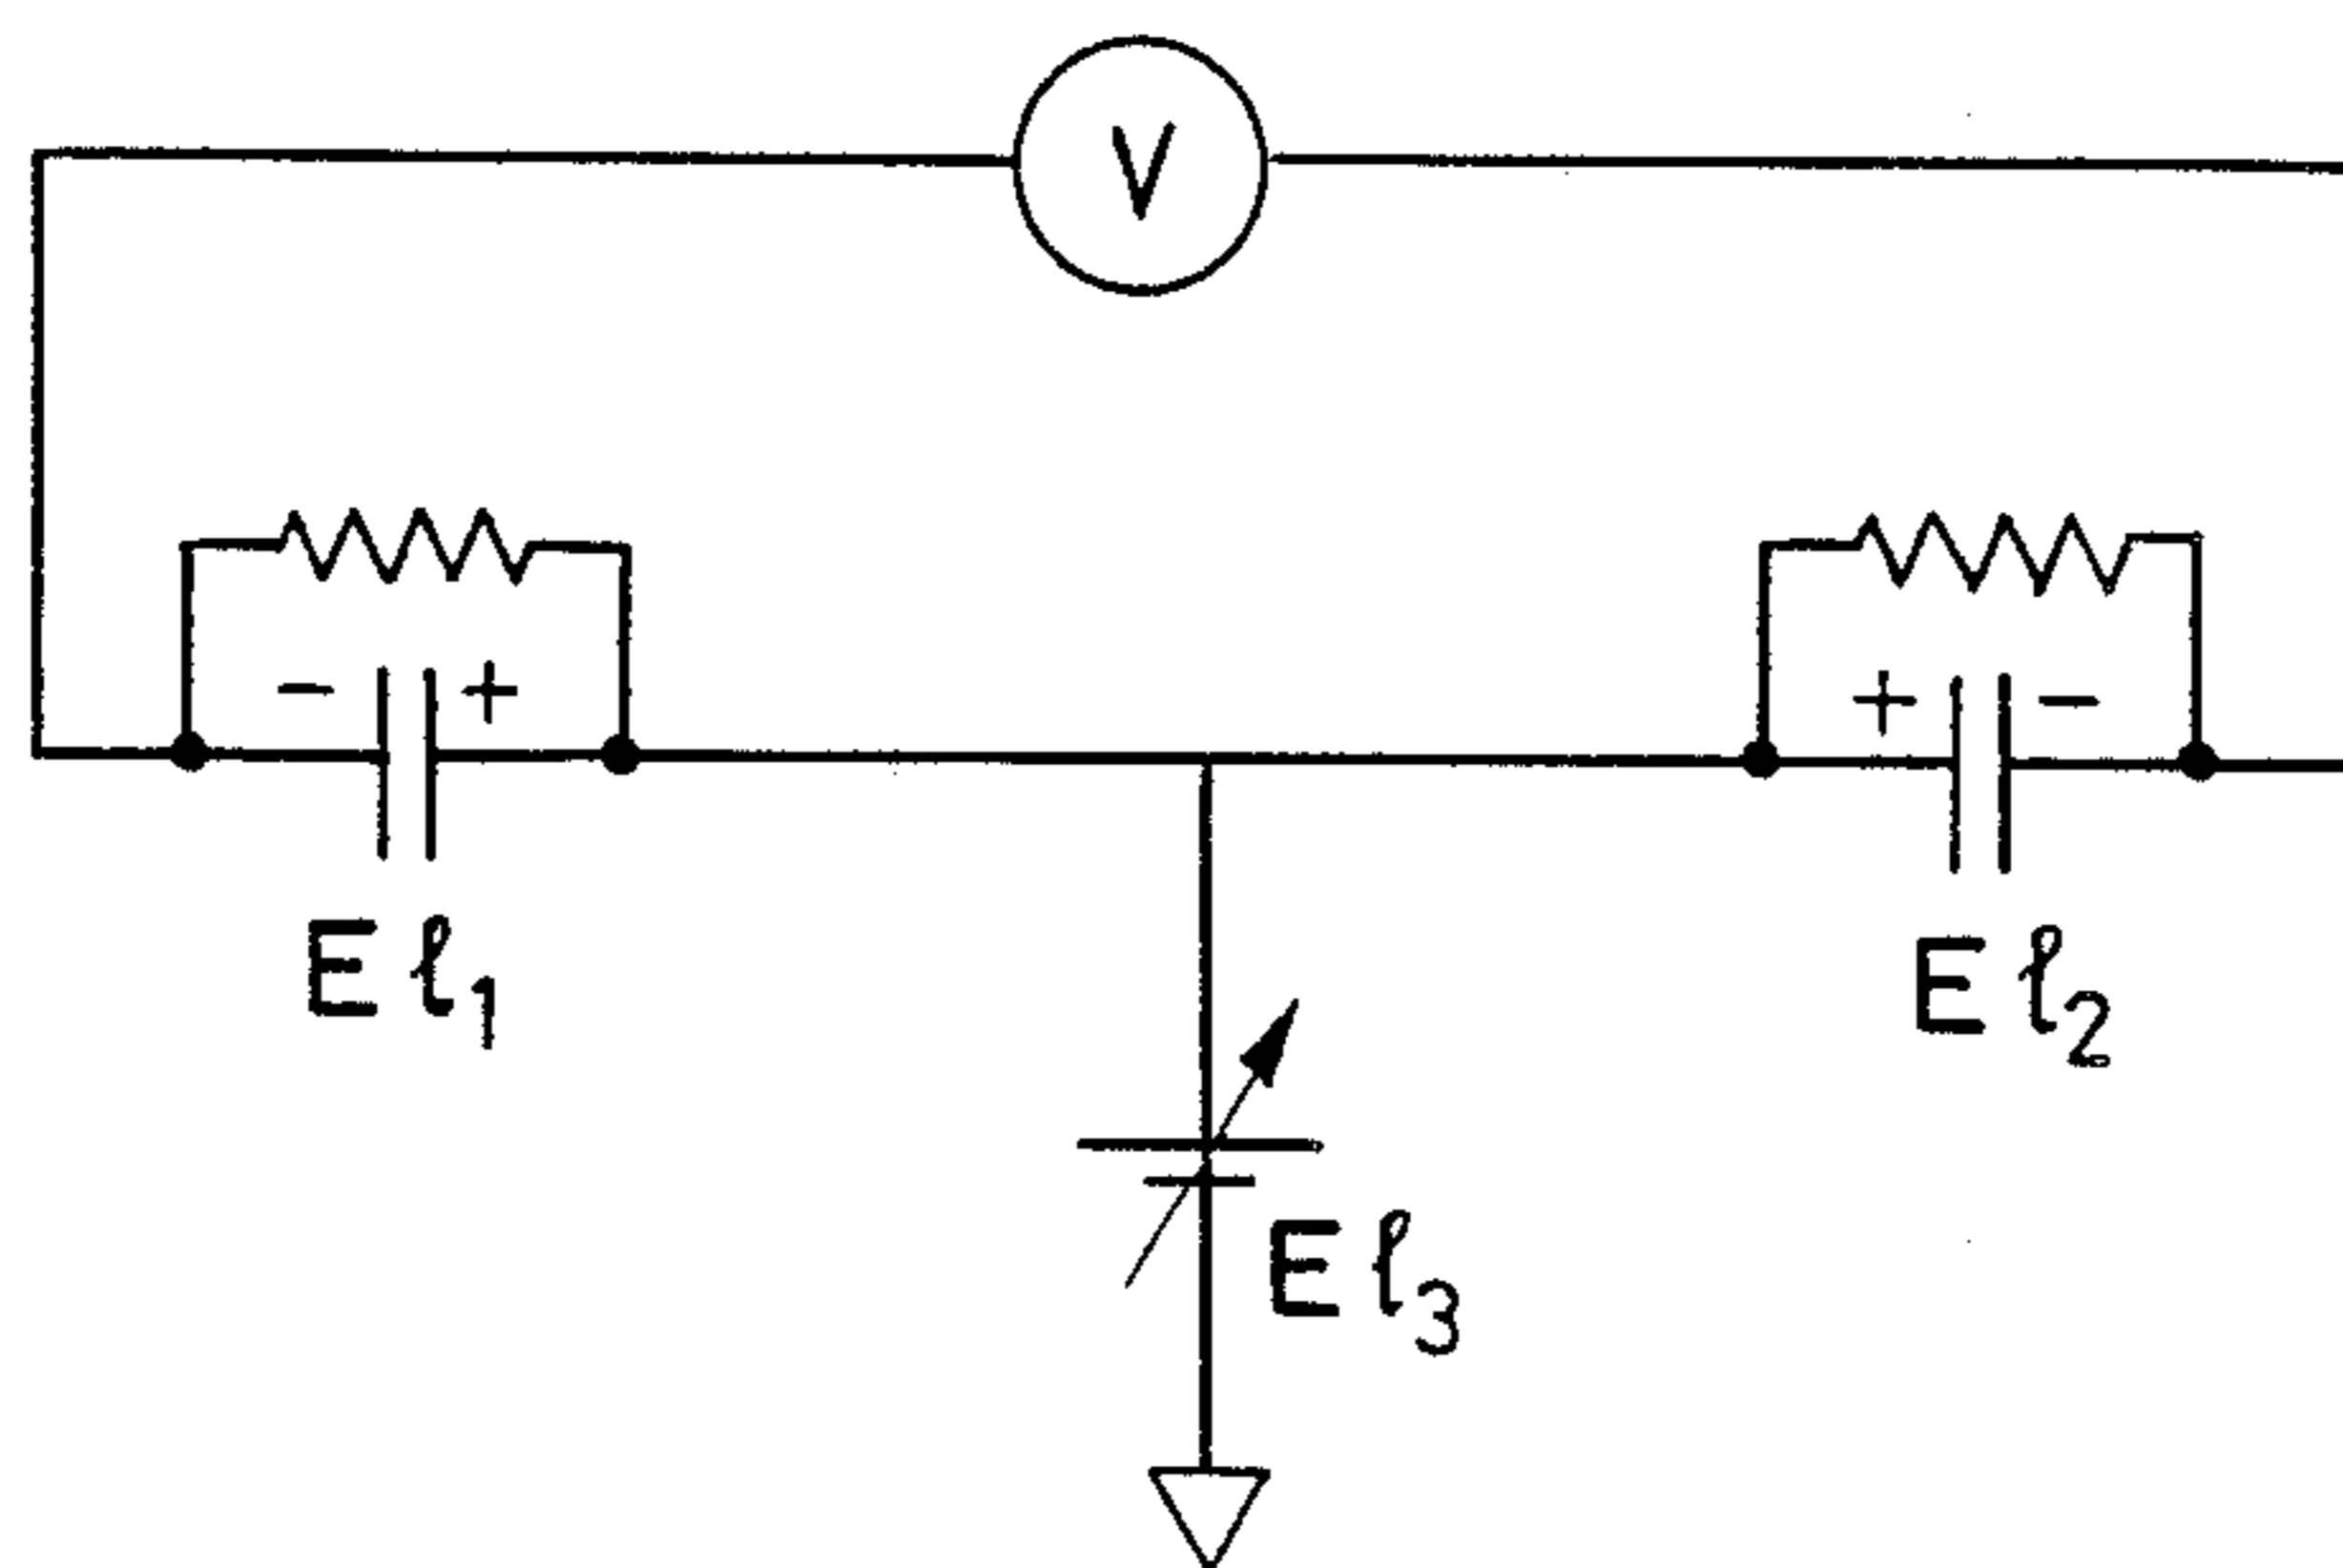 V
- +
+ -
Eℓ₁
Eℓ₂
Eℓ₃